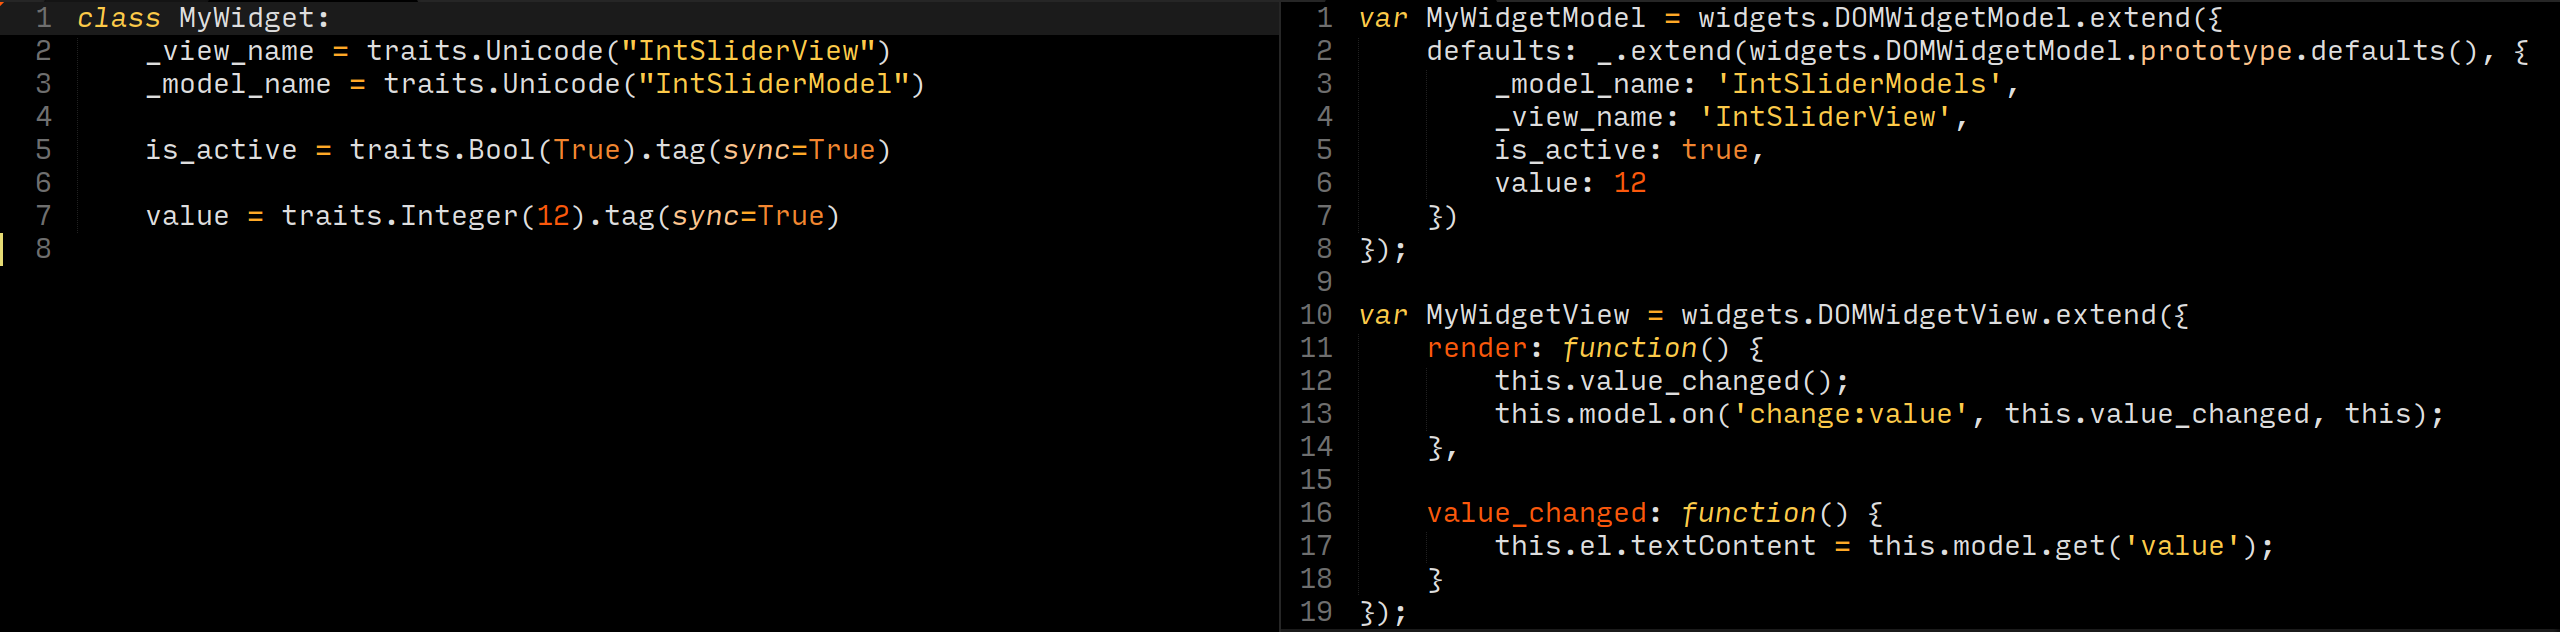 1 class MyWidget:
2     _view_name = traits.Unicode("IntSliderView")
3     _model_name = traits.Unicode("IntSliderModel")
4
5     is_active = traits.Bool(True).tag(sync=True)
6
7     value = traits.Integer(12).tag(sync=True)
8
1 var MyWidgetModel = widgets.DOMWidgetModel.extend({
2     defaults: _.extend(widgets.DOMWidgetModel.prototype.defaults(), {
3         _model_name: 'IntSliderModels',
4         _view_name: 'IntSliderView',
5         is_active: true,
6         value: 12
7     })
8 });
9
10 var MyWidgetView = widgets.DOMWidgetView.extend({
11     render: function() {
12         this.value_changed();
13         this.model.on('change:value', this.value_changed, this);
14     },
15
16     value_changed: function() {
17         this.el.textContent = this.model.get('value');
18     }
19 });